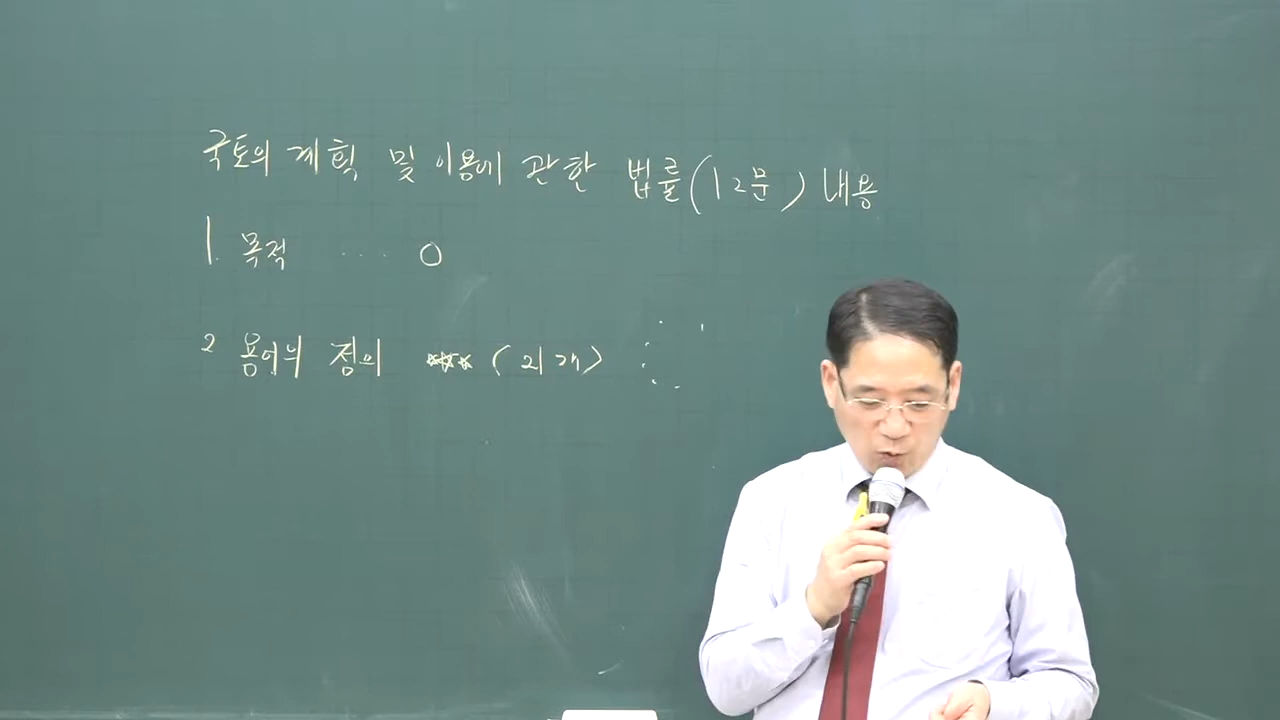 국토의 계획 및 이용에 관한 법률(12문) 내용
1. 목적 ···· 0
2 용어의 정의 *** (21개)